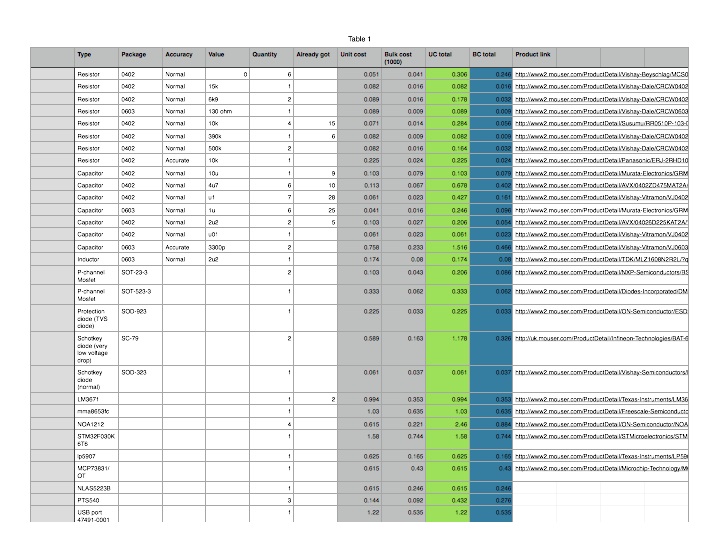 Table 1
Type Package Accuracy Value Quantity Already got Unit cost Bulk cost (1000) UC total BC total Product link
Resistor 0402 Normal 0 6 0.051 0.041 0.306 0.246 http://www2.mouser.com/ProductDetail/Vishay-Beyschlag/MCS0
Resistor 0402 Normal 15k 1 0.082 0.016 0.082 0.016 http://www2.mouser.com/ProductDetail/Vishay-Dale/CRCW0402
Resistor 0402 Normal 6k9 2 0.089 0.016 0.178 0.032 http://www2.mouser.com/ProductDetail/Vishay-Dale/CRCW0402
Resistor 0603 Normal 130 ohm 1 0.089 0.009 0.089 0.009 http://www2.mouser.com/ProductDetail/Vishay-Dale/CRCW0603
Resistor 0402 Normal 10k 4 15 0.071 0.014 0.284 0.056 http://www2.mouser.com/ProductDetail/Susumu/RR0510P-103-
Resistor 0402 Normal 390k 1 6 0.082 0.009 0.082 0.009 http://www2.mouser.com/ProductDetail/Vishay-Dale/CRCW0402
Resistor 0402 Normal 500k 2 0.082 0.016 0.164 0.032 http://www2.mouser.com/ProductDetail/Vishay-Dale/CRCW0402
Resistor 0402 Accurate 10k 1 0.225 0.024 0.225 0.024 http://www2.mouser.com/ProductDetail/Panasonic/ERJ-2RHD10
Capacitor 0402 Normal 10u 1 9 0.103 0.079 0.103 0.079 http://www2.mouser.com/ProductDetail/Murata-Electronics/GRM
Capacitor 0402 Normal 4u7 6 10 0.113 0.067 0.678 0.402 http://www2.mouser.com/ProductDetail/AVX/0402ZD475MAT2A
Capacitor 0402 Normal u1 7 28 0.061 0.023 0.427 0.161 http://www2.mouser.com/ProductDetail/Vishay-Vitramon/VJ0402
Capacitor 0603 Normal 1u 6 25 0.041 0.016 0.246 0.096 http://www2.mouser.com/ProductDetail/Murata-Electronics/GRM
Capacitor 0402 Normal 2u2 2 5 0.103 0.027 0.206 0.054 http://www2.mouser.com/ProductDetail/AVX/04026D225KAT2A
Capacitor 0402 Normal u01 1 0.061 0.023 0.061 0.023 http://www2.mouser.com/ProductDetail/Vishay-Vitramon/VJ0402
Capacitor 0603 Accurate 3300p 2 0.758 0.233 1.516 0.466 http://www2.mouser.com/ProductDetail/Vishay-Vitramon/VJ0603
Inductor 0603 Normal 2u2 1 0.174 0.08 0.174 0.08 http://www2.mouser.com/ProductDetail/TDK/MLZ1608N2R2L/?q
P-channel SOT-23-3 2 0.103 0.043 0.206 0.086 http://www2.mouser.com/ProductDetail/NXP-Semiconductors/BS
Mosfet
P-channel SOT-523-3 1 0.333 0.062 0.333 0.062 http://www2.mouser.com/ProductDetail/Diodes-Incorporated/DM
Mosfet
Protection SOD-923 1 0.225 0.033 0.225 0.033 http://www2.mouser.com/ProductDetail/ON-Semiconductor/ESD
diode (TVS
diode)
Schotkey SC-79 2 0.589 0.163 1.178 0.326 http://uk.mouser.com/ProductDetail/Infineon-Technologies/BAT-6
diode (very
low voltage
drop)
Schotkey SOD-323 1 0.061 0.037 0.061 0.037 http://www2.mouser.com/ProductDetail/Vishay-Semiconductors/
diode
(normal)
LM3671 1 2 0.994 0.353 0.994 0.353 http://www2.mouser.com/ProductDetail/Texas-Instruments/LM36
mma8653fc 1 1.03 0.635 1.03 0.635 http://www2.mouser.com/ProductDetail/Freescale-Semiconducto
NOA1212 4 0.615 0.221 2.46 0.884 http://www2.mouser.com/ProductDetail/ON-Semiconductor/NOA
STM32F030K 1 1.58 0.744 1.58 0.744 http://www2.mouser.com/ProductDetail/STMicroelectronics/STM
6T6
lp5907 1 0.625 0.165 0.625 0.165 http://www2.mouser.com/ProductDetail/Texas-Instruments/LP59
MCP73831/ 1 0.615 0.43 0.615 0.43 http://www2.mouser.com/ProductDetail/Microchip-Technology/M
OT
NLAS5223B 1 0.615 0.246 0.615 0.246
PTS540 3 0.144 0.092 0.432 0.276
USB port 1 1.22 0.535 1.22 0.535
47491-0001